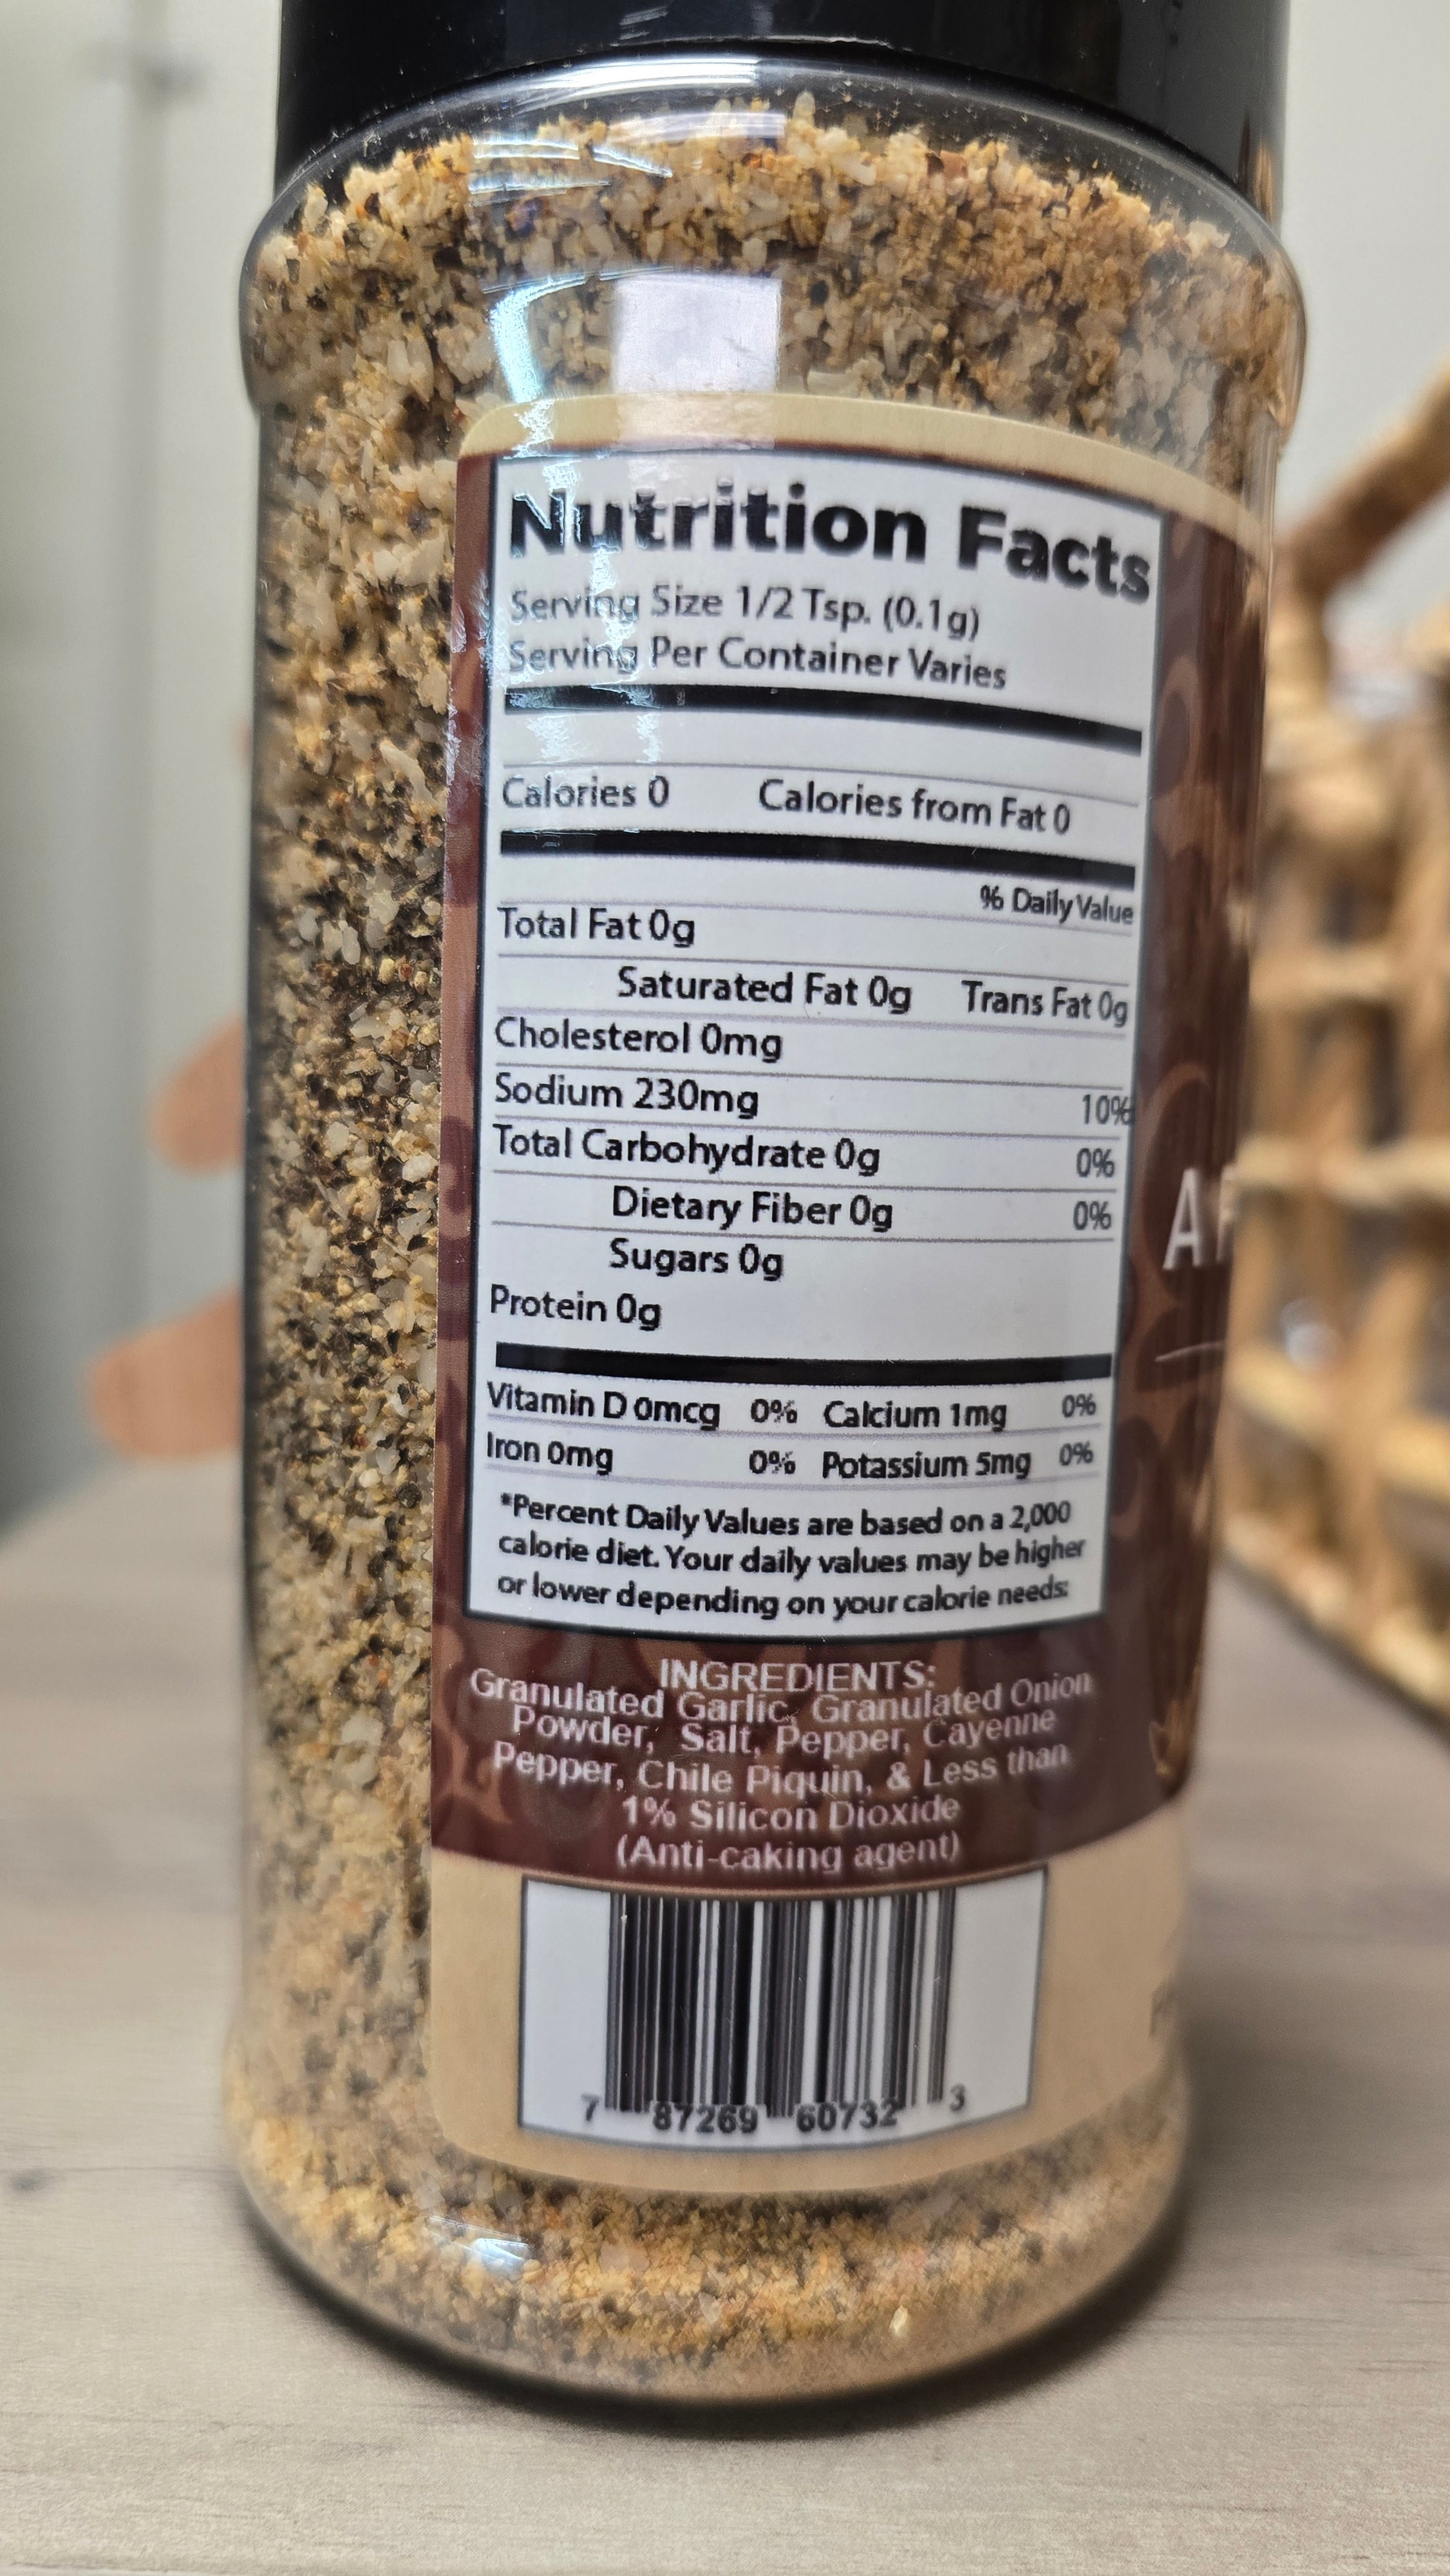 Nutrition Facts
Serving Size 1/2 Tsp. (0.1g)
Serving Per Container Varies
Calories 0 Calories from Fat 0
% Daily Value
Total Fat 0g
Saturated Fat 0g Trans Fat 0g
Cholesterol 0mg
Sodium 230mg 10%
Total Carbohydrate 0g 0%
Dietary Fiber 0g 0%
Sugars 0g
Protein 0g
Vitamin D 0mcg 0% Calcium 1mg 0%
Iron 0mg 0% Potassium 5mg 0%
*Percent Daily Values are based on a 2,000
calorie diet. Your daily values may be higher
or lower depending on your calorie needs:
INGREDIENTS:
Granulated Garlic, Granulated Onion
Powder, Salt, Pepper, Cayenne
Pepper, Chile Piquin, & Less than
1% Silicon Dioxide
(Anti-caking agent)
7 87269 60732 3